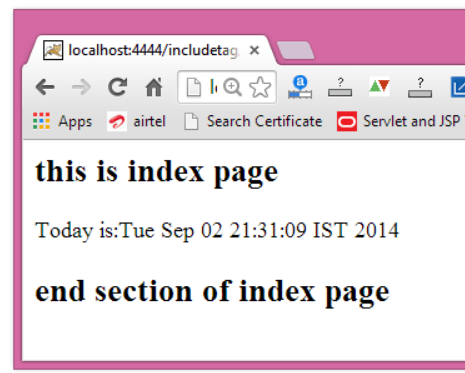 localhost:4444/includetag
Apps airtel Search Certificate Servlet and JSP
this is index page
Today is:Tue Sep 02 21:31:09 IST 2014
end section of index page